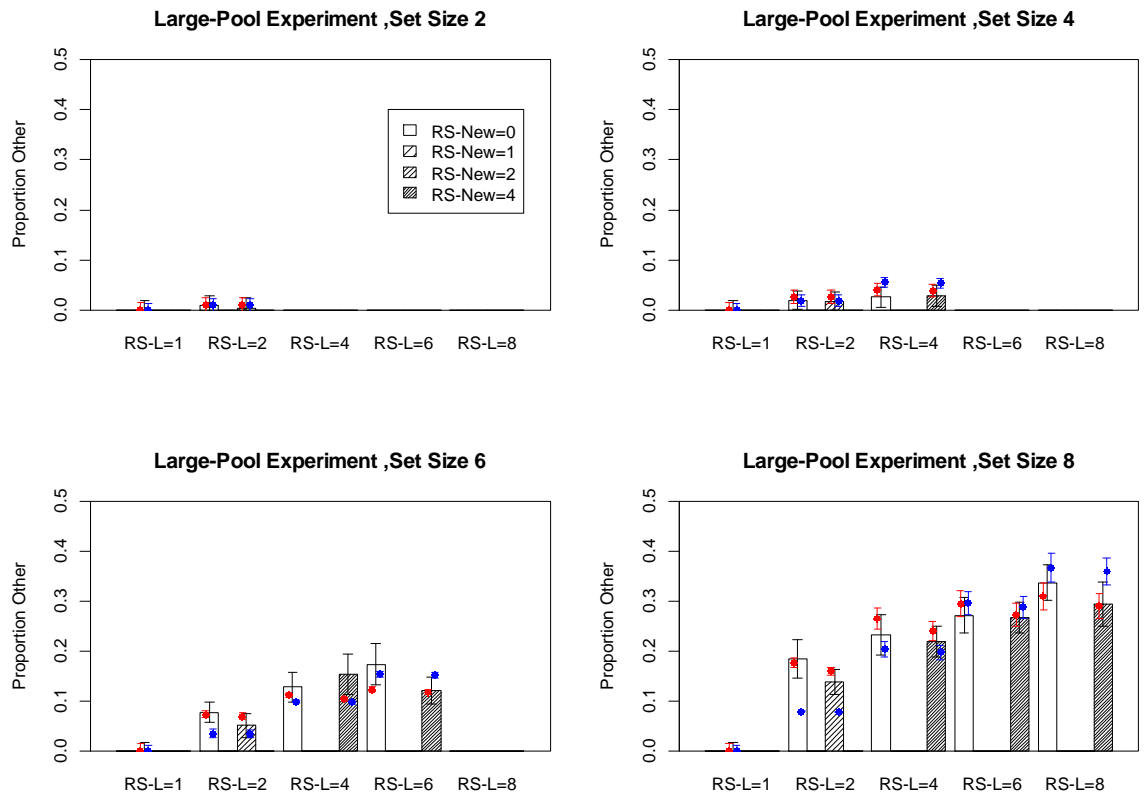 Large-Pool Experiment ,Set Size 2
Proportion Other
0.0 0.1 0.2 0.3 0.4 0.5
RS-New=0
RS-New=1
RS-New=2
RS-New=4
RS-L=1 RS-L=2 RS-L=4 RS-L=6 RS-L=8
Large-Pool Experiment ,Set Size 4
Proportion Other
0.0 0.1 0.2 0.3 0.4 0.5
RS-L=1 RS-L=2 RS-L=4 RS-L=6 RS-L=8
Large-Pool Experiment ,Set Size 6
Proportion Other
0.0 0.1 0.2 0.3 0.4 0.5
RS-L=1 RS-L=2 RS-L=4 RS-L=6 RS-L=8
Large-Pool Experiment ,Set Size 8
Proportion Other
0.0 0.1 0.2 0.3 0.4 0.5
RS-L=1 RS-L=2 RS-L=4 RS-L=6 RS-L=8